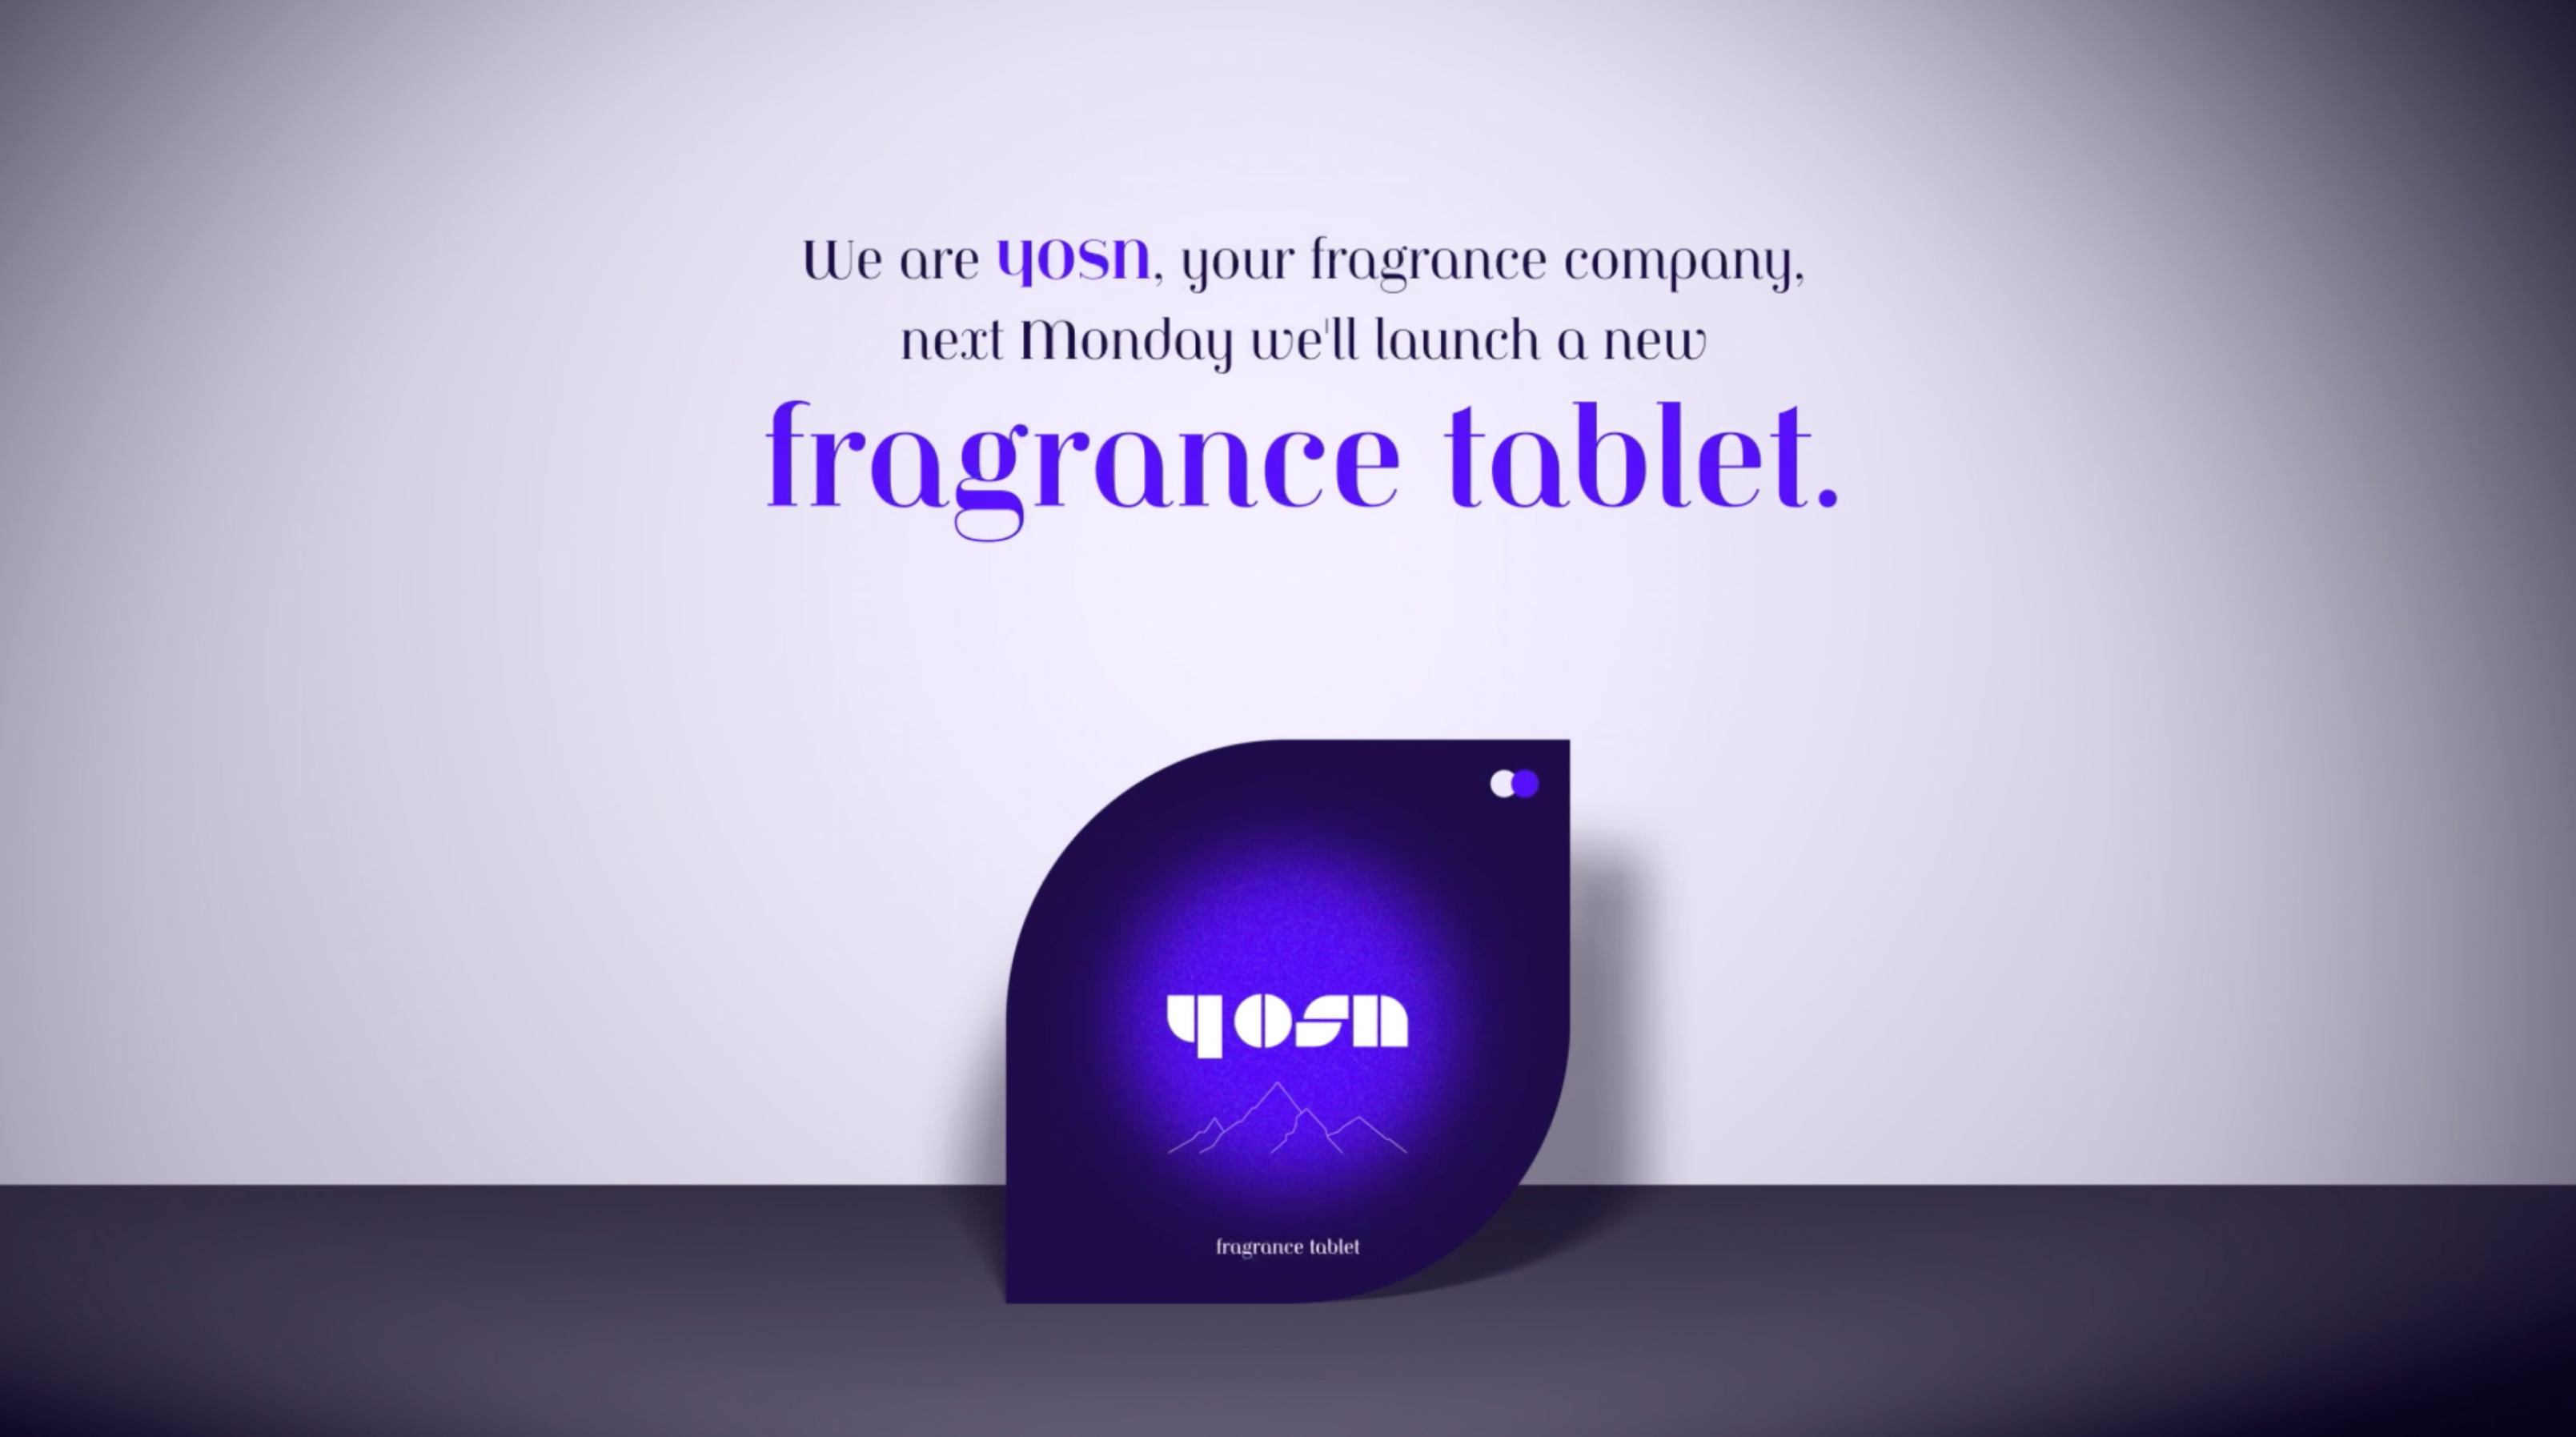 We are yosn, your fragrance company,
next Monday we'll launch a new
fragrance tablet.
yosn
fragrance tablet